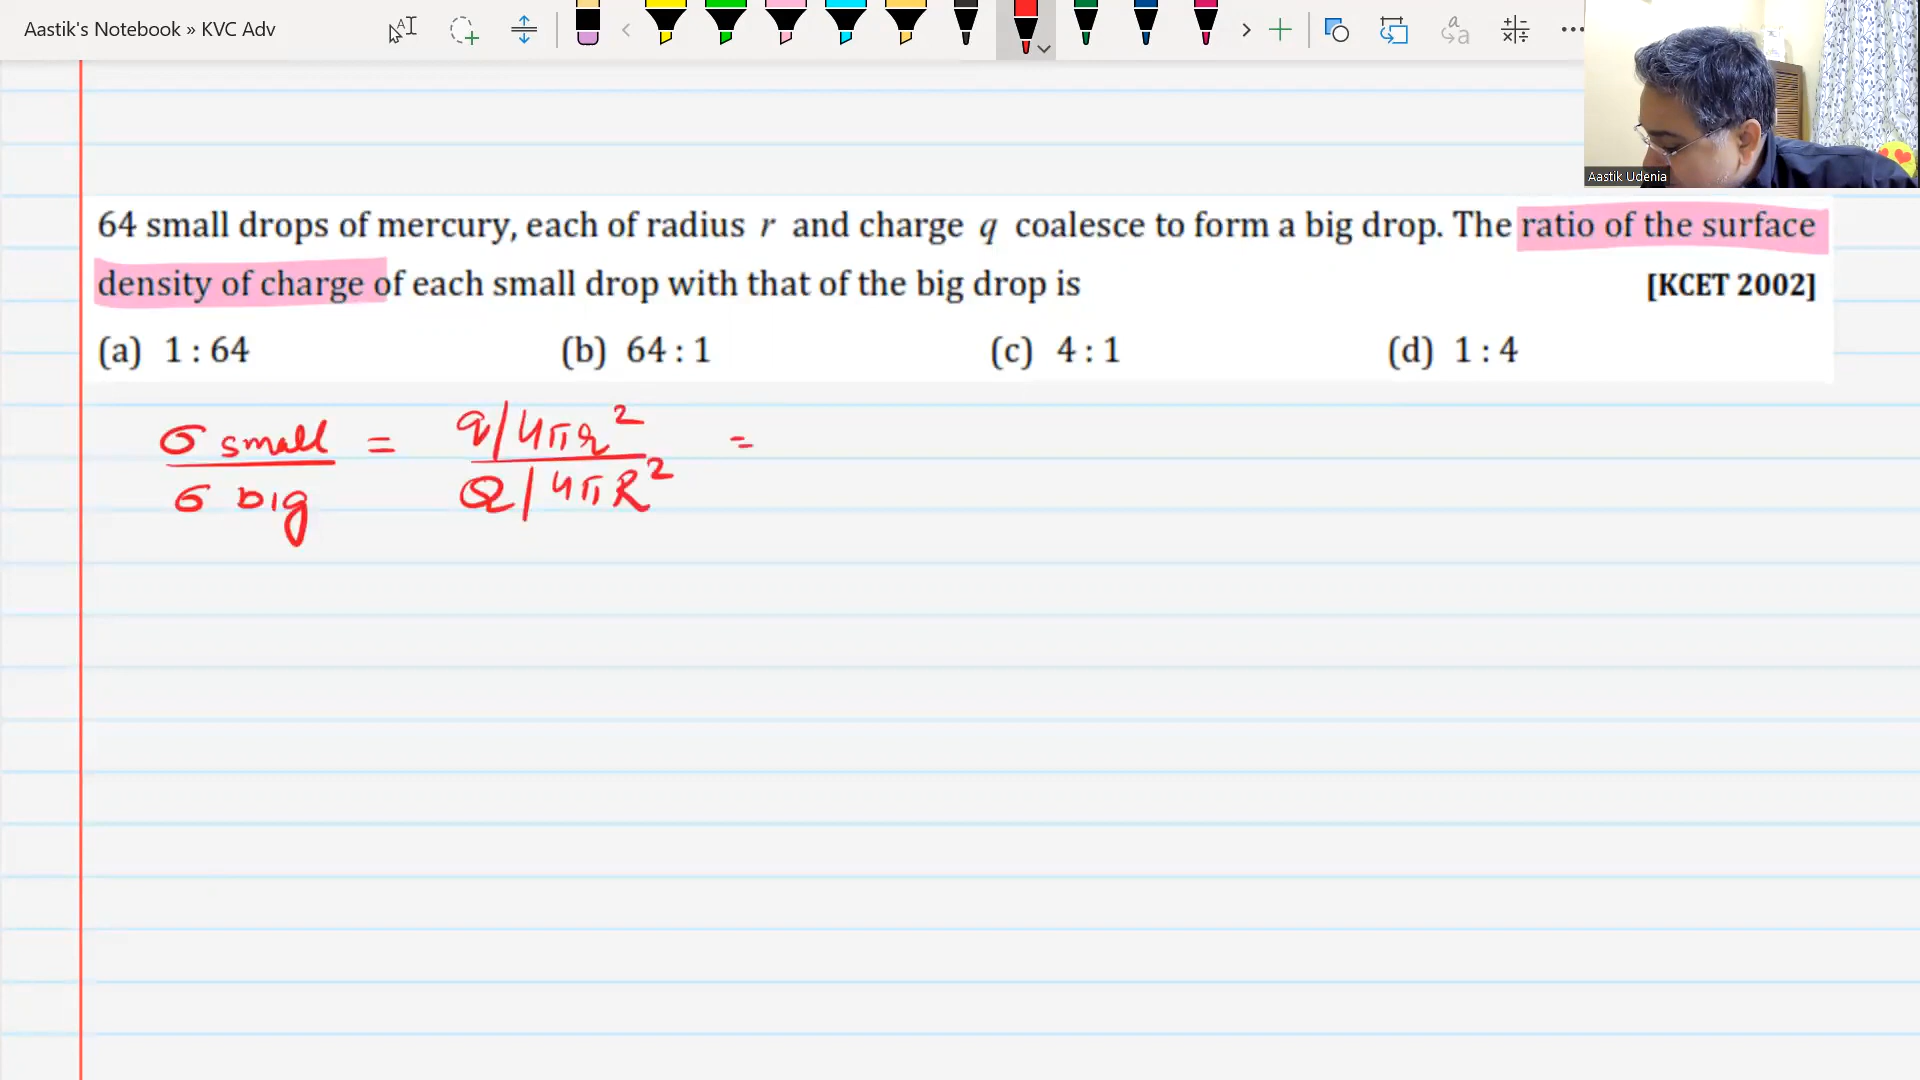 Aastik's Notebook » KVC Adv
Aastik Udenia
64 small drops of mercury, each of radius r and charge q coalesce to form a big drop. The ratio of the surface
density of charge of each small drop with that of the big drop is [KCET 2002]
(a) 1 : 64 (b) 64 : 1 (c) 4 : 1 (d) 1 : 4
σ small / σ big = q/4πr² / Q/4πR² =